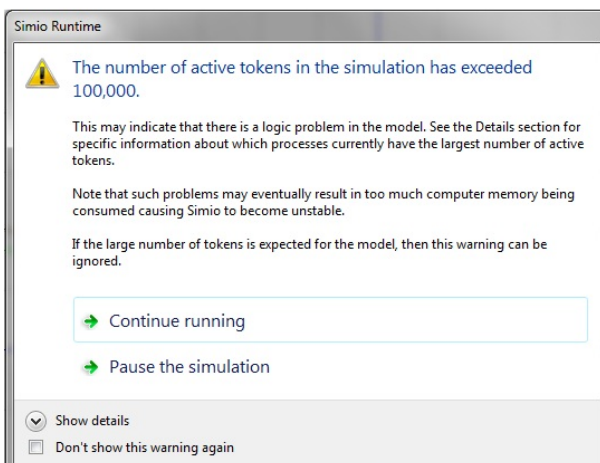 Simio Runtime
The number of active tokens in the simulation has exceeded
100,000.
This may indicate that there is a logic problem in the model. See the Details section for
specific information about which processes currently have the largest number of active
tokens.
Note that such problems may eventually result in too much computer memory being
consumed causing Simio to become unstable.
If the large number of tokens is expected for the model, then this warning can be
ignored.
Continue running
Pause the simulation
Show details
Don't show this warning again